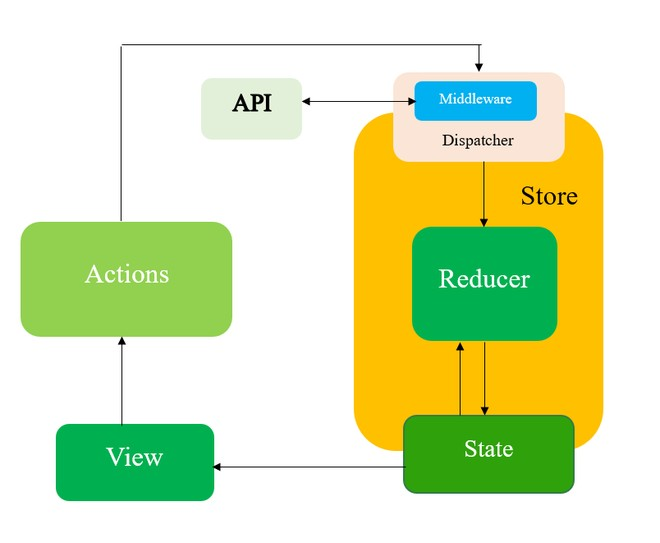 API
Middleware
Dispatcher
Store
Actions
Reducer
View
State